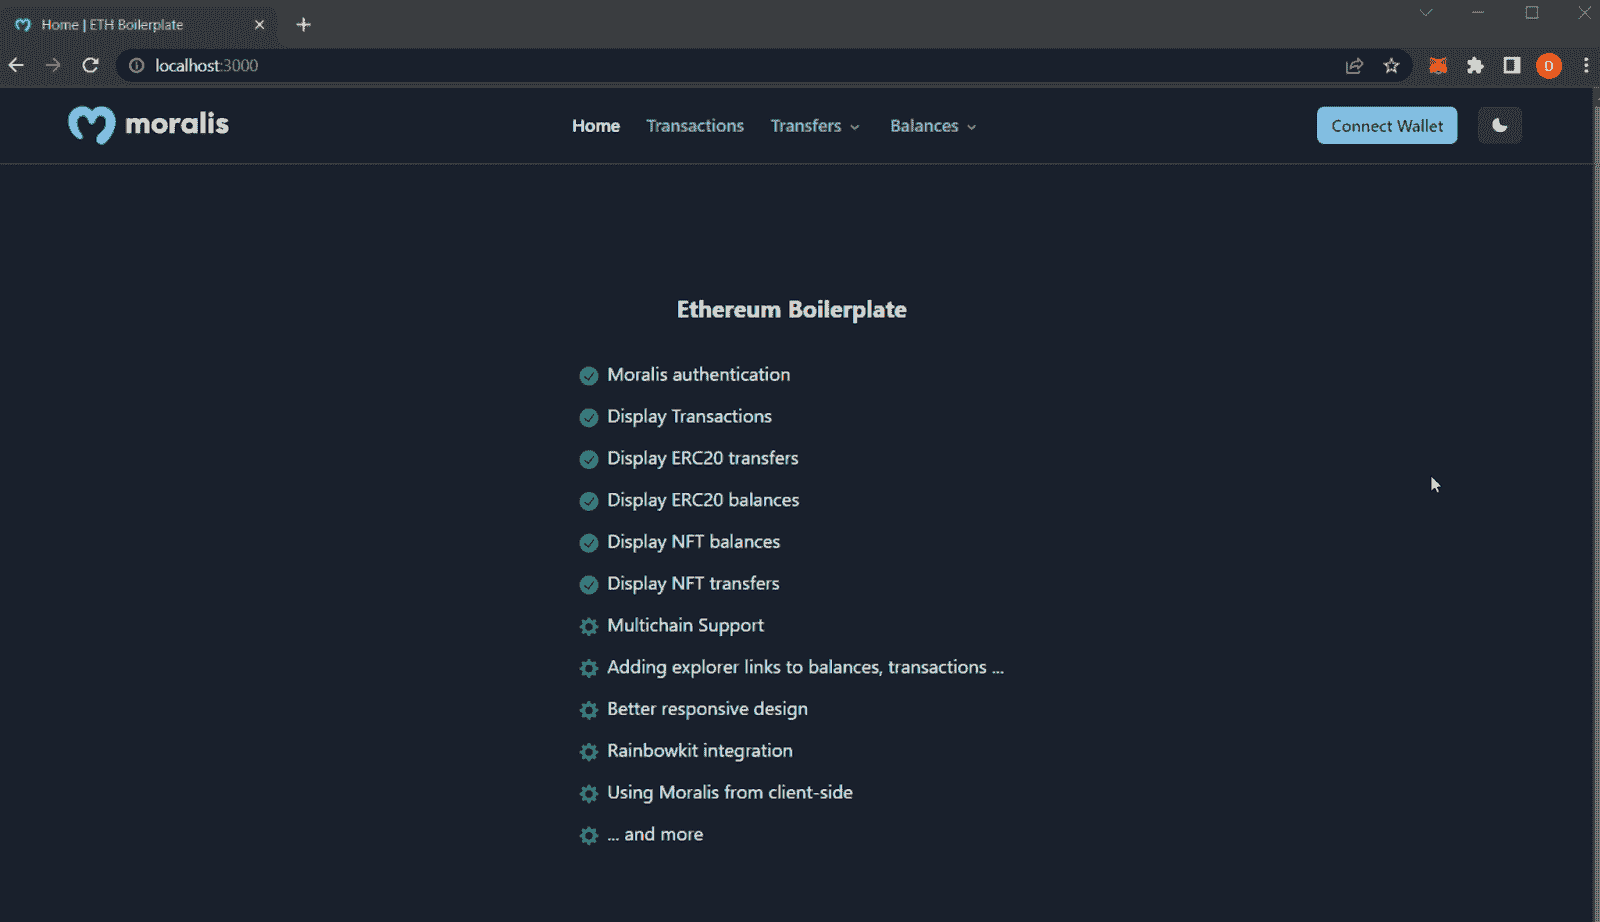 Home | ETH Boilerplate
localhost:3000
D
moralis
Home Transactions Transfers Balances
Connect Wallet
Ethereum Boilerplate
Moralis authentication
Display Transactions
Display ERC20 transfers
Display ERC20 balances
Display NFT balances
Display NFT transfers
Multichain Support
Adding explorer links to balances, transactions ...
Better responsive design
Rainbowkit integration
Using Moralis from client-side
... and more